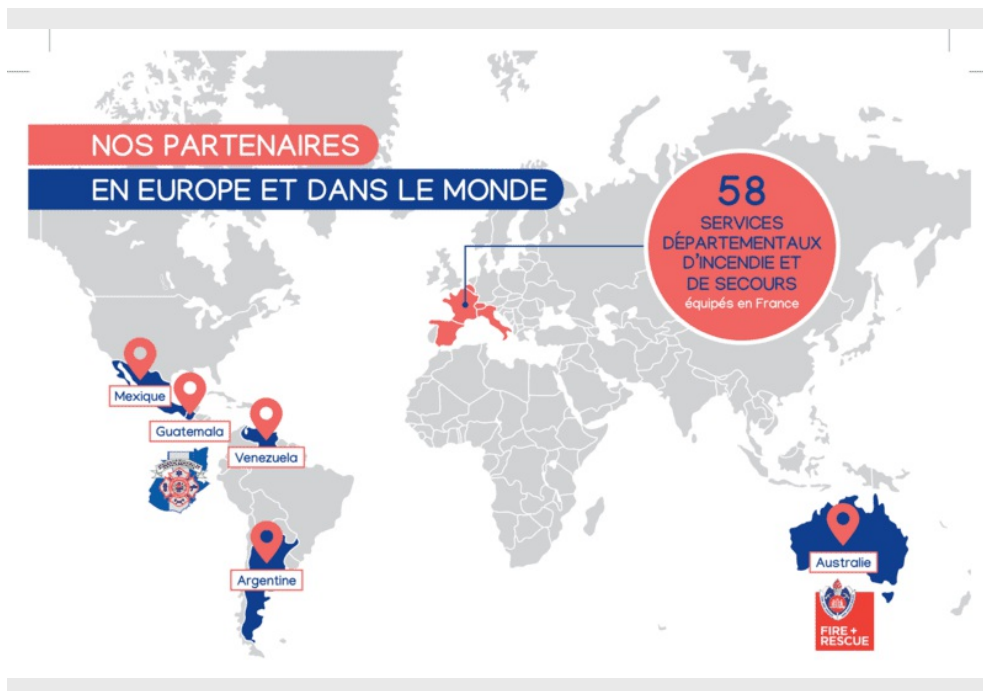 NOS PARTENAIRES
EN EUROPE ET DANS LE MONDE
58
SERVICES
DÉPARTEMENTAUX
D'INCENDIE ET
DE SECOURS
équipés en France
Mexique
Guatemala
Venezuela
Argentine
Australie
FIRE +
RESCUE